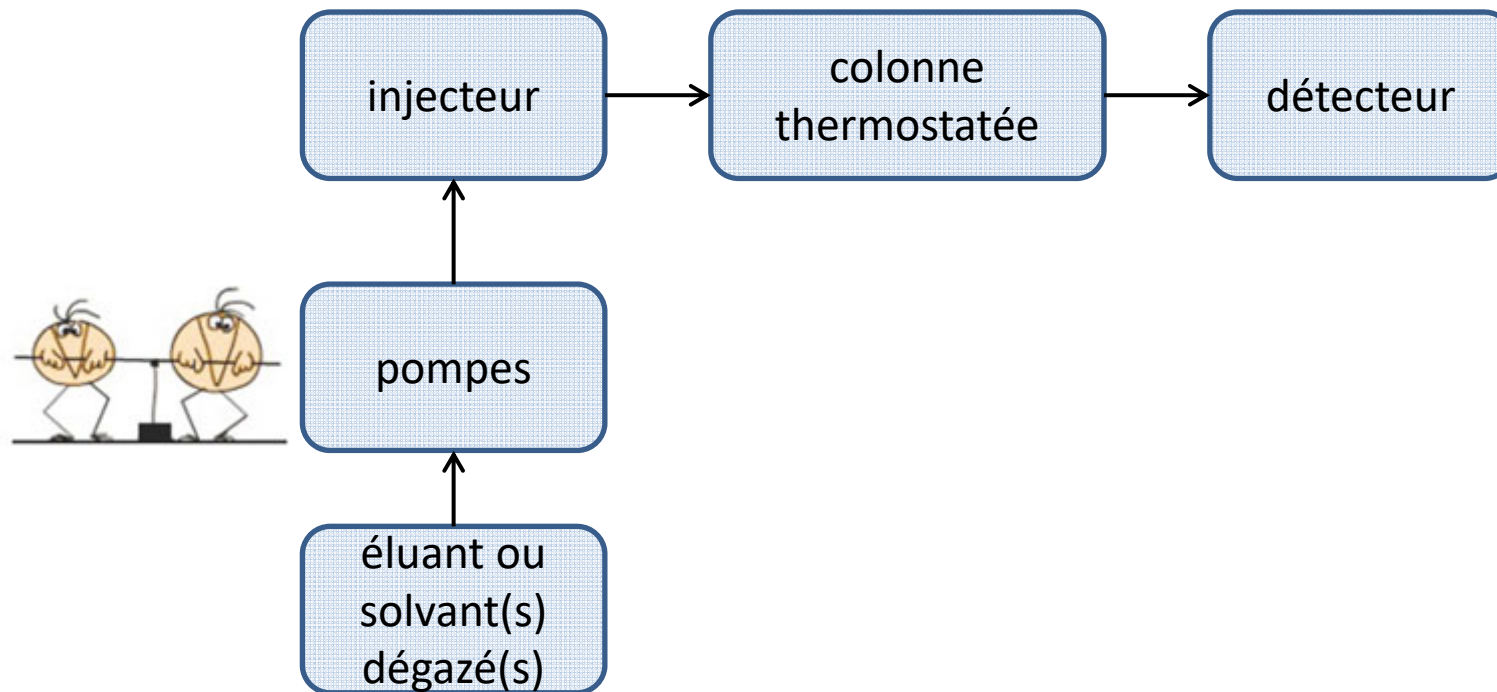 injecteur
colonne
thermostatée
détecteur
pompes
éluant ou
solvant(s)
dégazé(s)